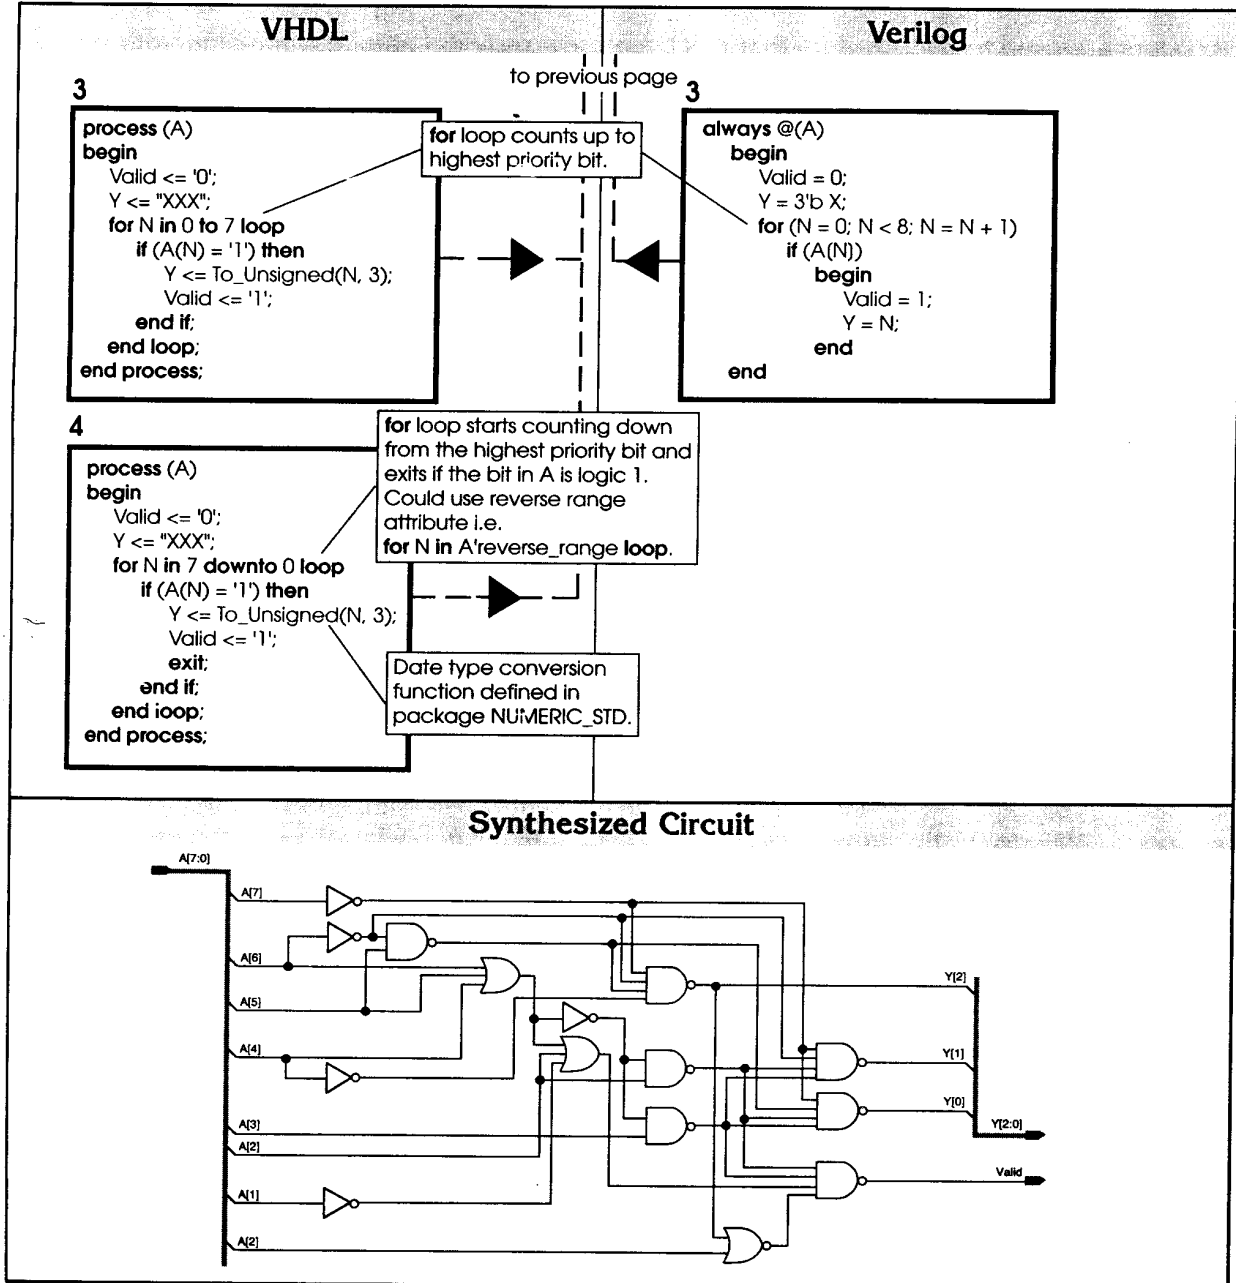 VHDL
Verilog
to previous page
3
process (A)
begin
Valid <= '0';
Y <= "XXX";
for N in 0 to 7 loop
if (A(N) = '1') then
Y <= To_Unsigned(N, 3);
Valid <= '1';
end if;
end loop;
end process;
for loop counts up to
highest priority bit.
3
always @(A)
begin
Valid = 0;
Y = 3'b X;
for (N = 0; N < 8; N = N + 1)
if (A[N])
begin
Valid = 1;
Y = N;
end
end
4
process (A)
begin
Valid <= '0';
Y <= "XXX";
for N in 7 downto 0 loop
if (A(N) = '1') then
Y <= To_Unsigned(N, 3);
Valid <= '1';
exit;
end if;
end loop;
end process;
for loop starts counting down
from the highest priority bit and
exits if the bit in A is logic 1.
Could use reverse range
attribute i.e.
for N in A'reverse_range loop.
Date type conversion
function defined in
package NUMERIC_STD.
Synthesized Circuit
A[7:0]
A[7]
A[6]
A[5]
A[4]
A[3]
A[2]
A[1]
A[2]
Y[2]
Y[1]
Y[0]
Y[2:0]
Valid